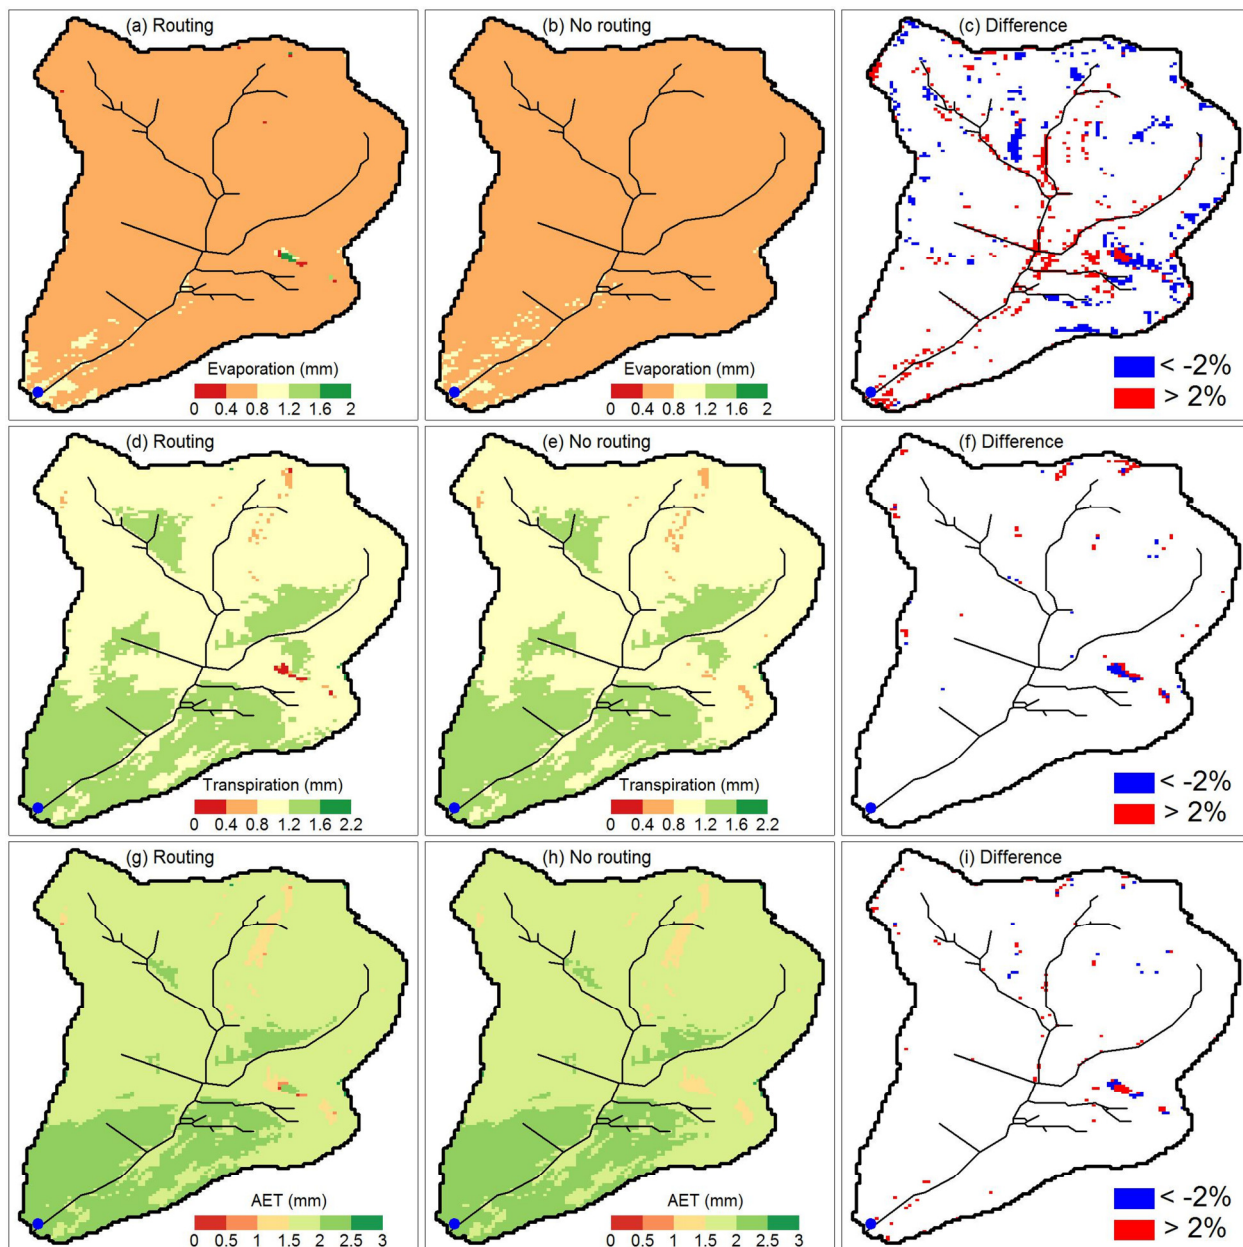 (a) Routing
(b) No routing
(c) Difference
Evaporation (mm)
0 0.4 0.8 1.2 1.6 2
Evaporation (mm)
0 0.4 0.8 1.2 1.6 2
< -2%
> 2%
(d) Routing
(e) No routing
(f) Difference
Transpiration (mm)
0 0.4 0.8 1.2 1.6 2.2
Transpiration (mm)
0 0.4 0.8 1.2 1.6 2.2
< -2%
> 2%
(g) Routing
(h) No routing
(i) Difference
AET (mm)
0 0.5 1 1.5 2 2.5 3
AET (mm)
0 0.5 1 1.5 2 2.5 3
< -2%
> 2%